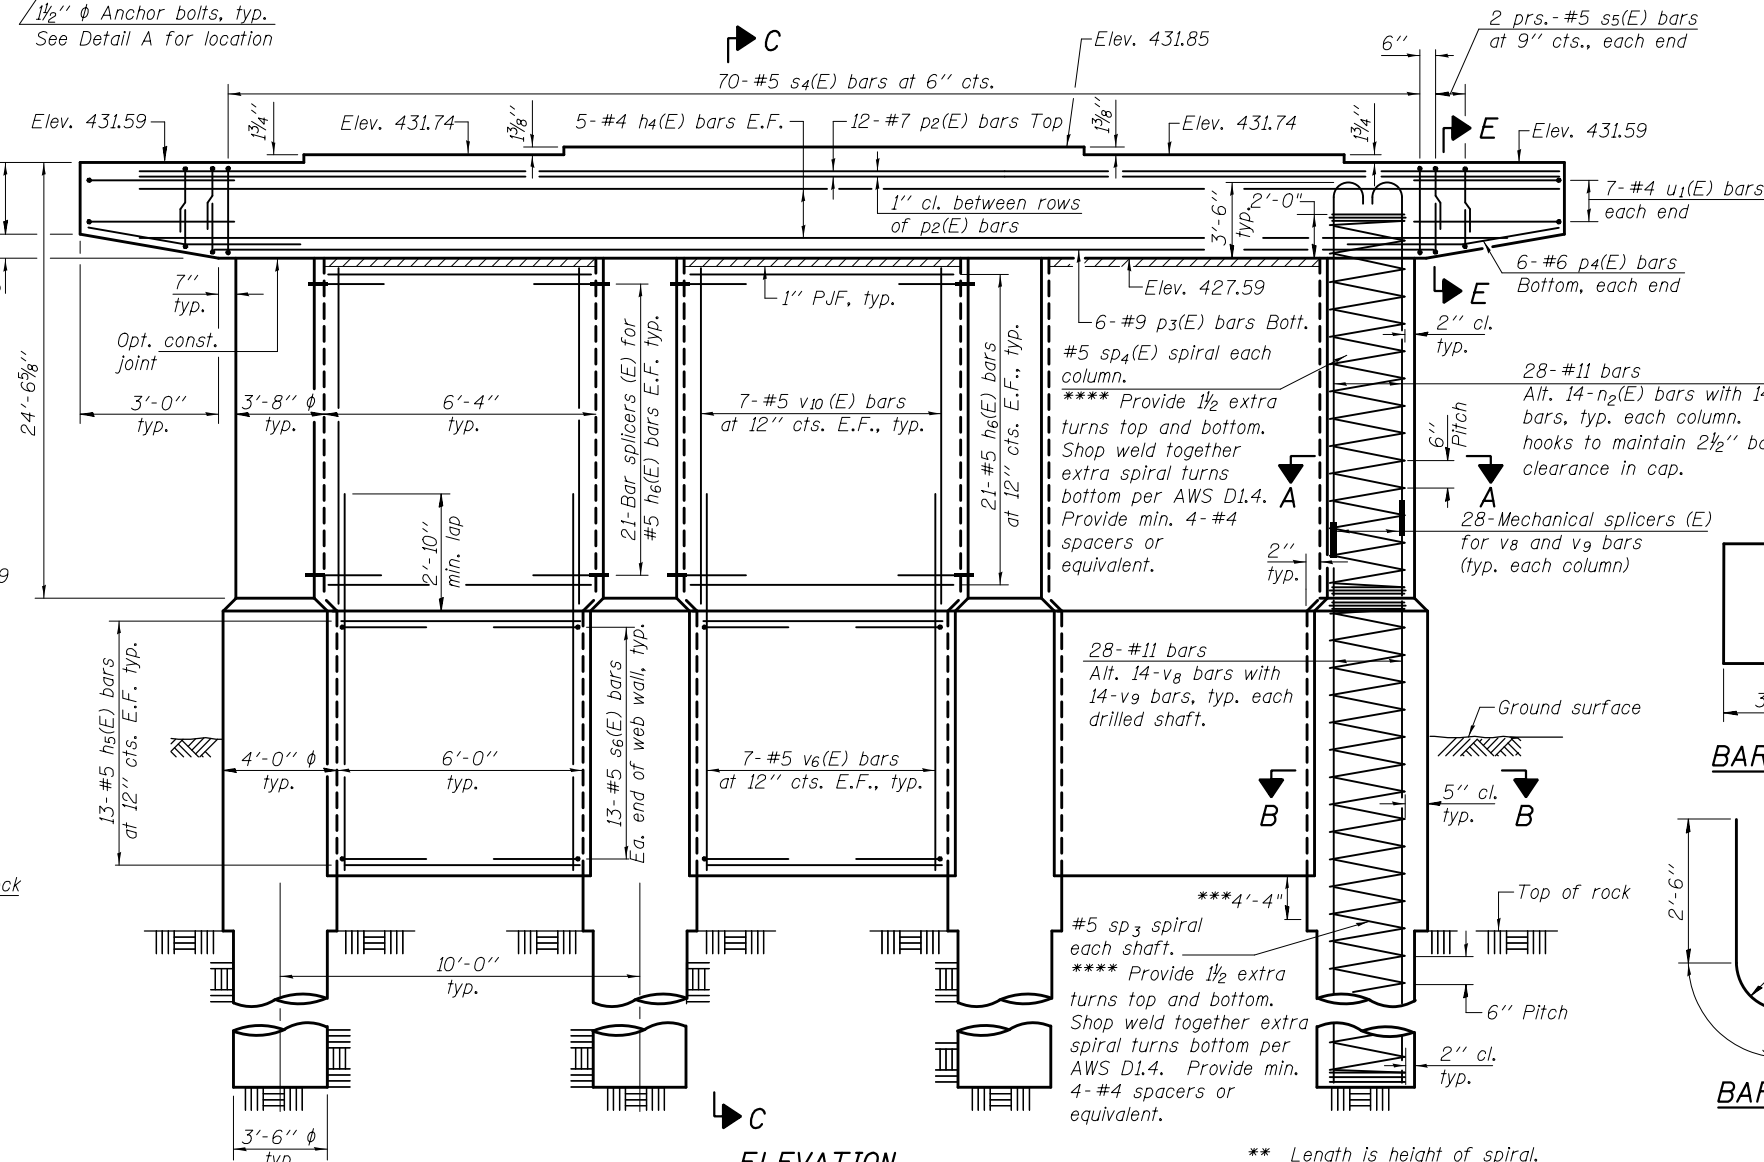 1½'' ϕ Anchor bolts, typ.
See Detail A for location
C
Elev. 431.85
6''
2 prs.- #5 s5(E) bars
at 9'' cts., each end
70- #5 s4(E) bars at 6'' cts.
Elev. 431.59
1¾''
Elev. 431.74
1⅜''
5- #4 h4(E) bars E.F.
12- #7 p2(E) bars Top
1⅜''
Elev. 431.74
1¾''
E
Elev. 431.59
1'' cl. between rows
of p2(E) bars
3'-6''
typ.
2'-0"
7- #4 u1(E) bars
each end
7''
typ.
1'' PJF, typ.
Elev. 427.59
E
6- #6 p4(E) bars
Bottom, each end
Opt. const.
joint
6- #9 p3(E) bars Bott.
2'' cl.
typ.
24'-6⅝''
3'-0''
typ.
3'-8'' ϕ
typ.
6'-4''
typ.
21- Bar splicers (E) for
#5 h6(E) bars E.F. typ.
7- #5 v10 (E) bars
at 12'' cts. E.F., typ.
21- #5 h6(E) bars
at 12'' cts. E.F., typ.
#5 sp4(E) spiral each
column.
**** Provide 1½ extra
turns top and bottom.
Shop weld together
extra spiral turns
bottom per AWS D1.4.
Provide min. 4- #4
spacers or
equivalent.
28- #11 bars
Alt. 14- n2(E) bars with 14
bars, typ. each column.
hooks to maintain 2½''
clearance in cap.
6''
Pitch
A
A
2'-10''
min. lap
28- Mechanical splicers (E)
for v8 and v9 bars
(typ. each column)
2''
typ.
9
13- #5 h5(E) bars
at 12'' cts. E.F. typ.
13- #5 s6(E) bars
Ea. end of web wall, typ.
28- #11 bars
Alt. 14- v8 bars with
14- v9 bars, typ. each
drilled shaft.
Ground surface
4'-0'' ϕ
typ.
6'-0''
typ.
7- #5 v6(E) bars
at 12'' cts. E.F., typ.
B
B
5'' cl.
typ.
3
BAR
2'-6''
ck
***4'-4"
Top of rock
#5 sp3 spiral
each shaft.
**** Provide 1½ extra
turns top and bottom.
Shop weld together extra
spiral turns bottom per
AWS D1.4. Provide min.
4- #4 spacers or
equivalent.
10'-0''
typ.
6'' Pitch
2'' cl.
typ.
BAR
C
3'-6'' ϕ
typ.
ELEVATION
** Length is height of spiral.